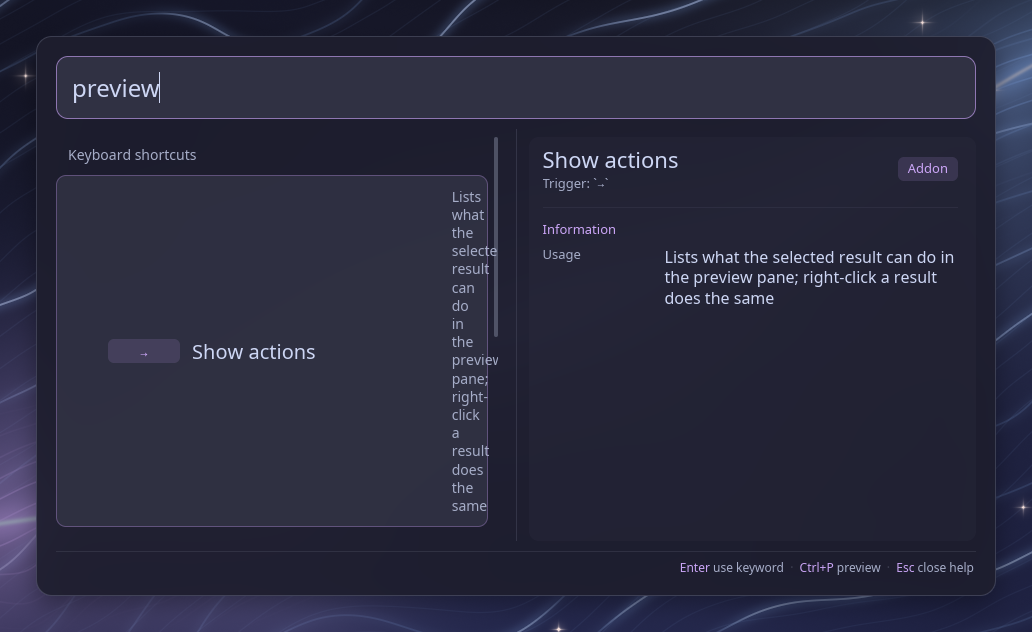 preview
Keyboard shortcuts
→
Show actions
Lists
what
the
selecte
result
can
do
in
the
preview
pane;
right-
click
a
result
does
the
same
Show actions
Addon
Trigger: `→`
Information
Usage
Lists what the selected result can do in
the preview pane; right-click a result
does the same
Enter use keyword · Ctrl+P preview · Esc close help